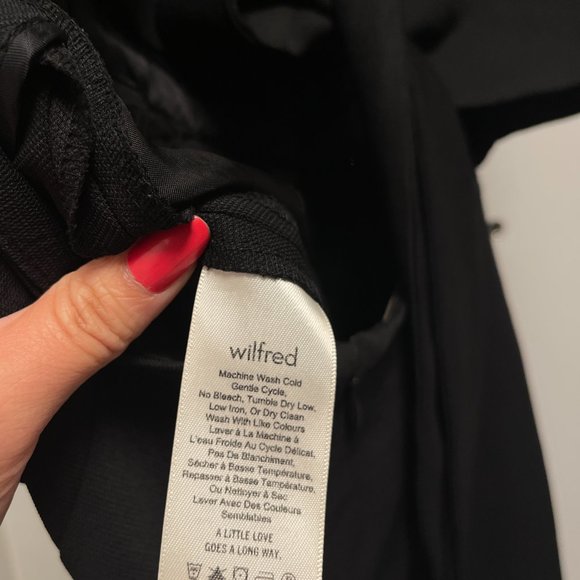 wilfred
Machine Wash Cold
Gentle Cycle,
No Bleach, Tumble Dry Low,
Low Iron, Or Dry Clean
Wash With Like Colours
Laver à La Machine à
L'eau Froide Au Cycle Délicat,
Pas De Blanchiment,
Sécher à Basse Température,
Repasser à Basse Température,
Ou Nettoyer à Sec
Laver Avec Des Couleurs
Semblables
A LITTLE LOVE
GOES A LONG WAY.